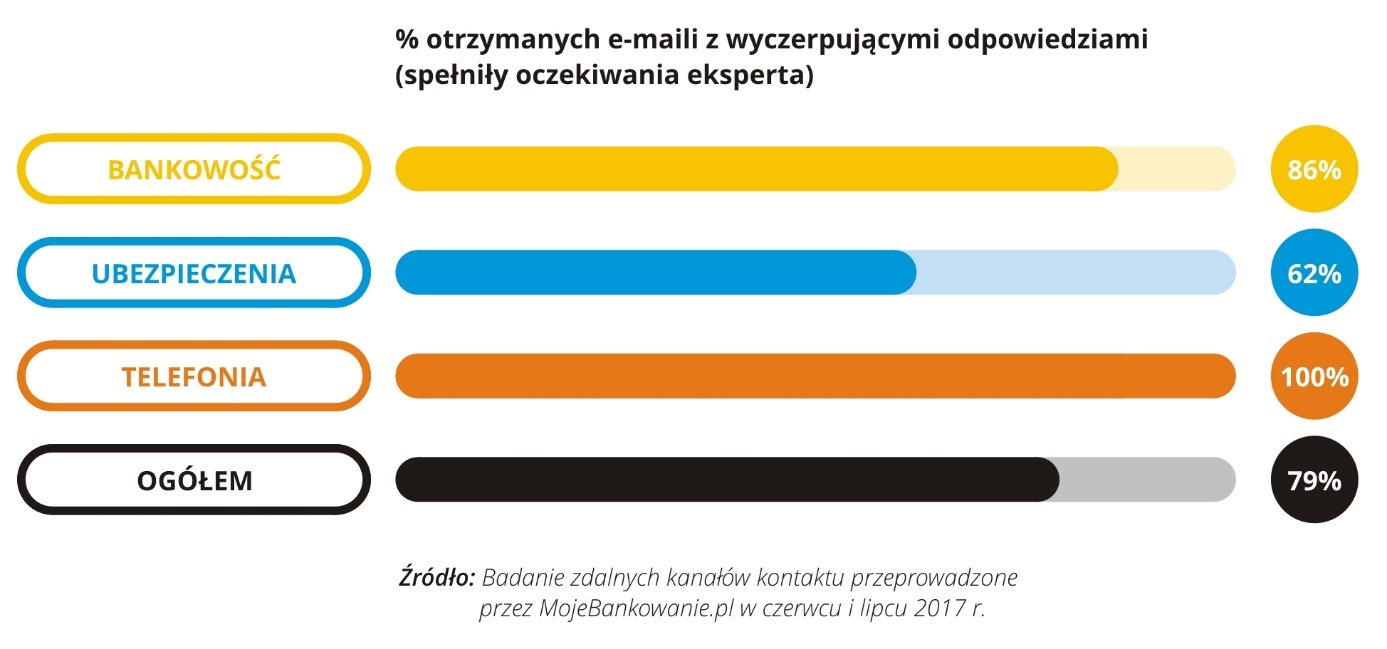 % otrzymanych e-maili z wyczerpującymi odpowiedziami
(spełniły oczekiwania eksperta)
BANKOWOŚĆ 86%
UBEZPIECZENIA 62%
TELEFONIA 100%
OGÓŁEM 79%
Źródło: Badanie zdalnych kanałów kontaktu przeprowadzone
przez MojeBankowanie.pl w czerwcu i lipcu 2017 r.